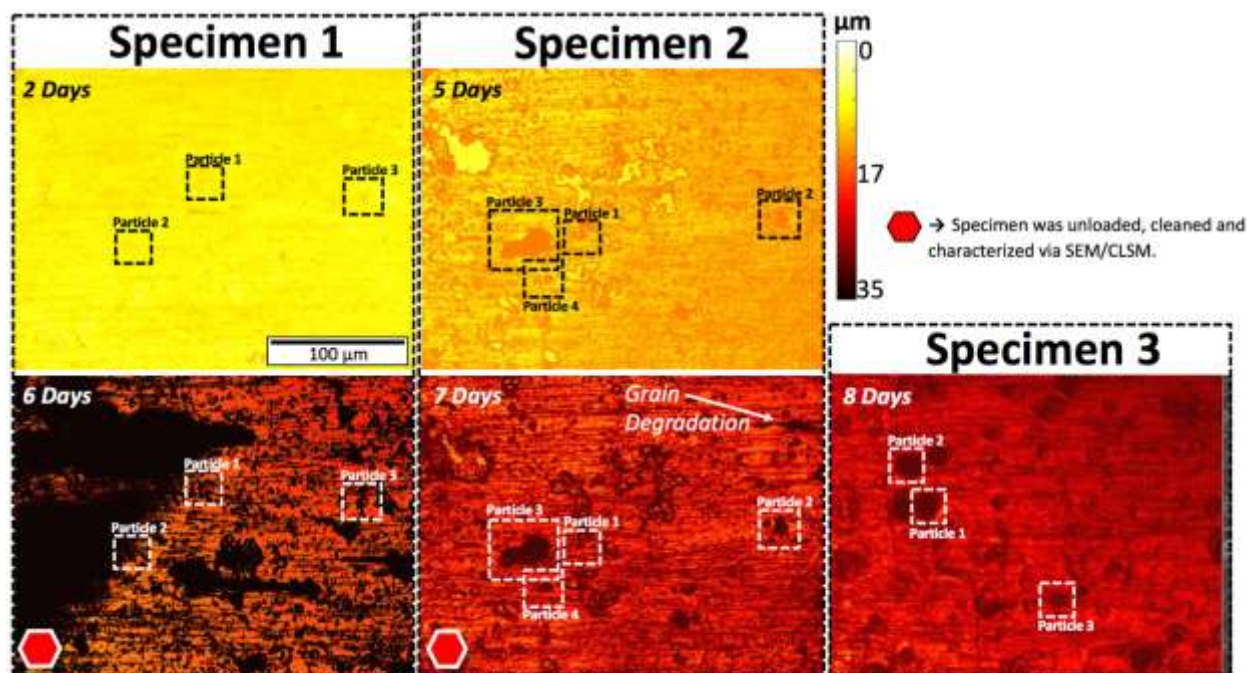 Specimen 1
2 Days
Particle 1
Particle 3
Particle 2
100 μm
6 Days
Particle 1
Particle 3
Particle 2
Specimen 2
5 Days
Particle 3
Particle 1
Particle 2
Particle 4
7 Days
Grain
Degradation
Particle 3
Particle 1
Particle 2
Particle 4
μm
0
17
35
→ Specimen was unloaded, cleaned and
characterized via SEM/CLSM.
Specimen 3
8 Days
Particle 2
Particle 1
Particle 3